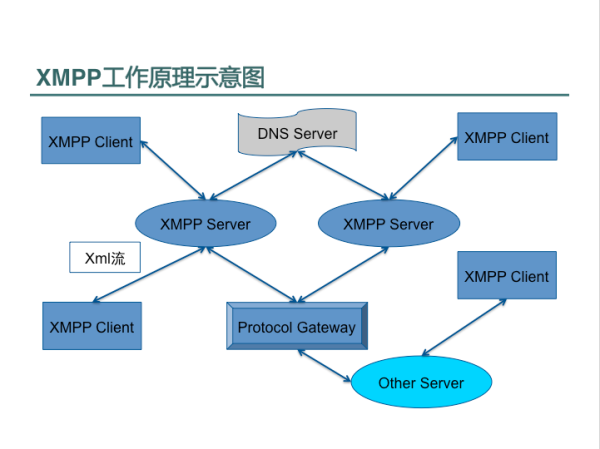 XMPP工作原理示意图
XMPP Client
DNS Server
XMPP Client
XMPP Server
XMPP Server
Xml流
XMPP Client
XMPP Client
Protocol Gateway
Other Server